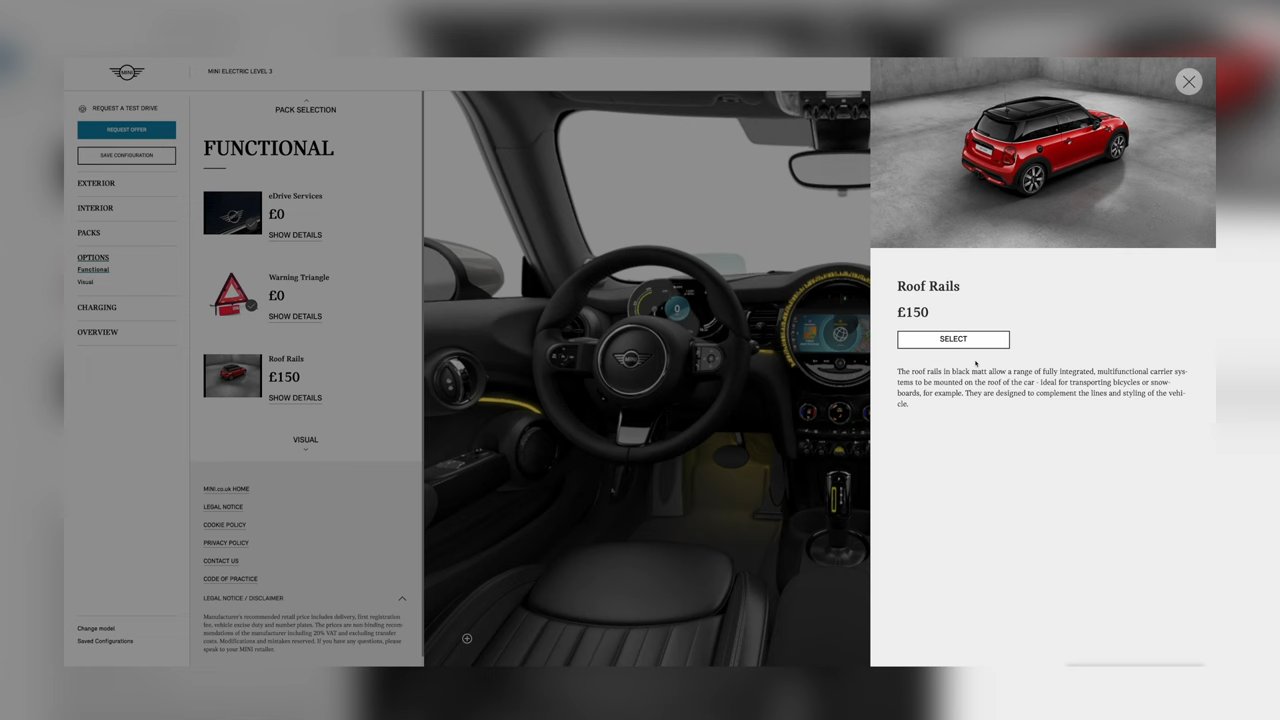 MINI
MINI ELECTRIC LEVEL 3
REQUEST A TEST DRIVE
REQUEST OFFER
SAVE CONFIGURATION
EXTERIOR
INTERIOR
PACKS
OPTIONS
Functional
Visual
CHARGING
OVERVIEW
Change model
Saved Configurations
PACK SELECTION
FUNCTIONAL
eDrive Services
£0
SHOW DETAILS
Warning Triangle
£0
SHOW DETAILS
Roof Rails
£150
SHOW DETAILS
VISUAL
MINI.co.uk HOME
LEGAL NOTICE
COOKIE POLICY
PRIVACY POLICY
CONTACT US
CODE OF PRACTICE
LEGAL NOTICE / DISCLAIMER
Manufacturer's recommended retail price includes delivery, first registration
fee, vehicle excise duty and number plates. The prices are non binding recom-
mendations of the manufacturer including 20% VAT and excluding transfer
costs. Modifications and mistakes reserved. If you have any questions, please
speak to your MINI retailer.
0
MINI
Roof Rails
£150
SELECT
The roof rails in black matt allow a range of fully integrated, multifunctional carrier sys-
tems to be mounted on the roof of the car - ideal for transporting bicycles or snow-
boards, for example. They are designed to complement the lines and styling of the vehi-
cle.